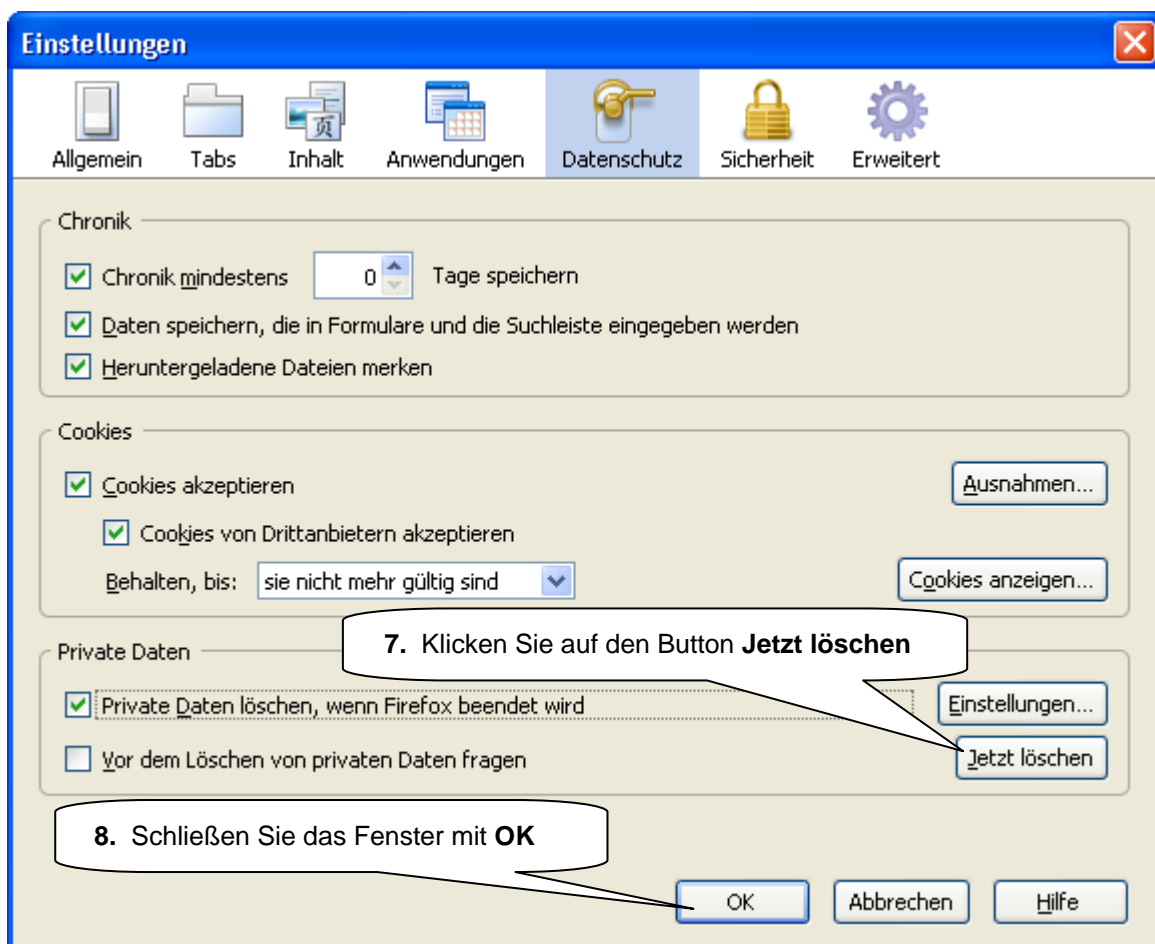 Einstellungen
Allgemein Tabs Inhalt Anwendungen Datenschutz Sicherheit Erweitert
Chronik
Chronik mindestens 0 Tage speichern
Daten speichern, die in Formulare und die Suchleiste eingegeben werden
Heruntergeladene Dateien merken
Cookies
Cookies akzeptieren Ausnahmen...
Cookies von Drittanbietern akzeptieren
Behalten, bis: sie nicht mehr gültig sind Cookies anzeigen...
7. Klicken Sie auf den Button Jetzt löschen
Private Daten
Private Daten löschen, wenn Firefox beendet wird Einstellungen...
Vor dem Löschen von privaten Daten fragen Jetzt löschen
8. Schließen Sie das Fenster mit OK
OK Abbrechen Hilfe